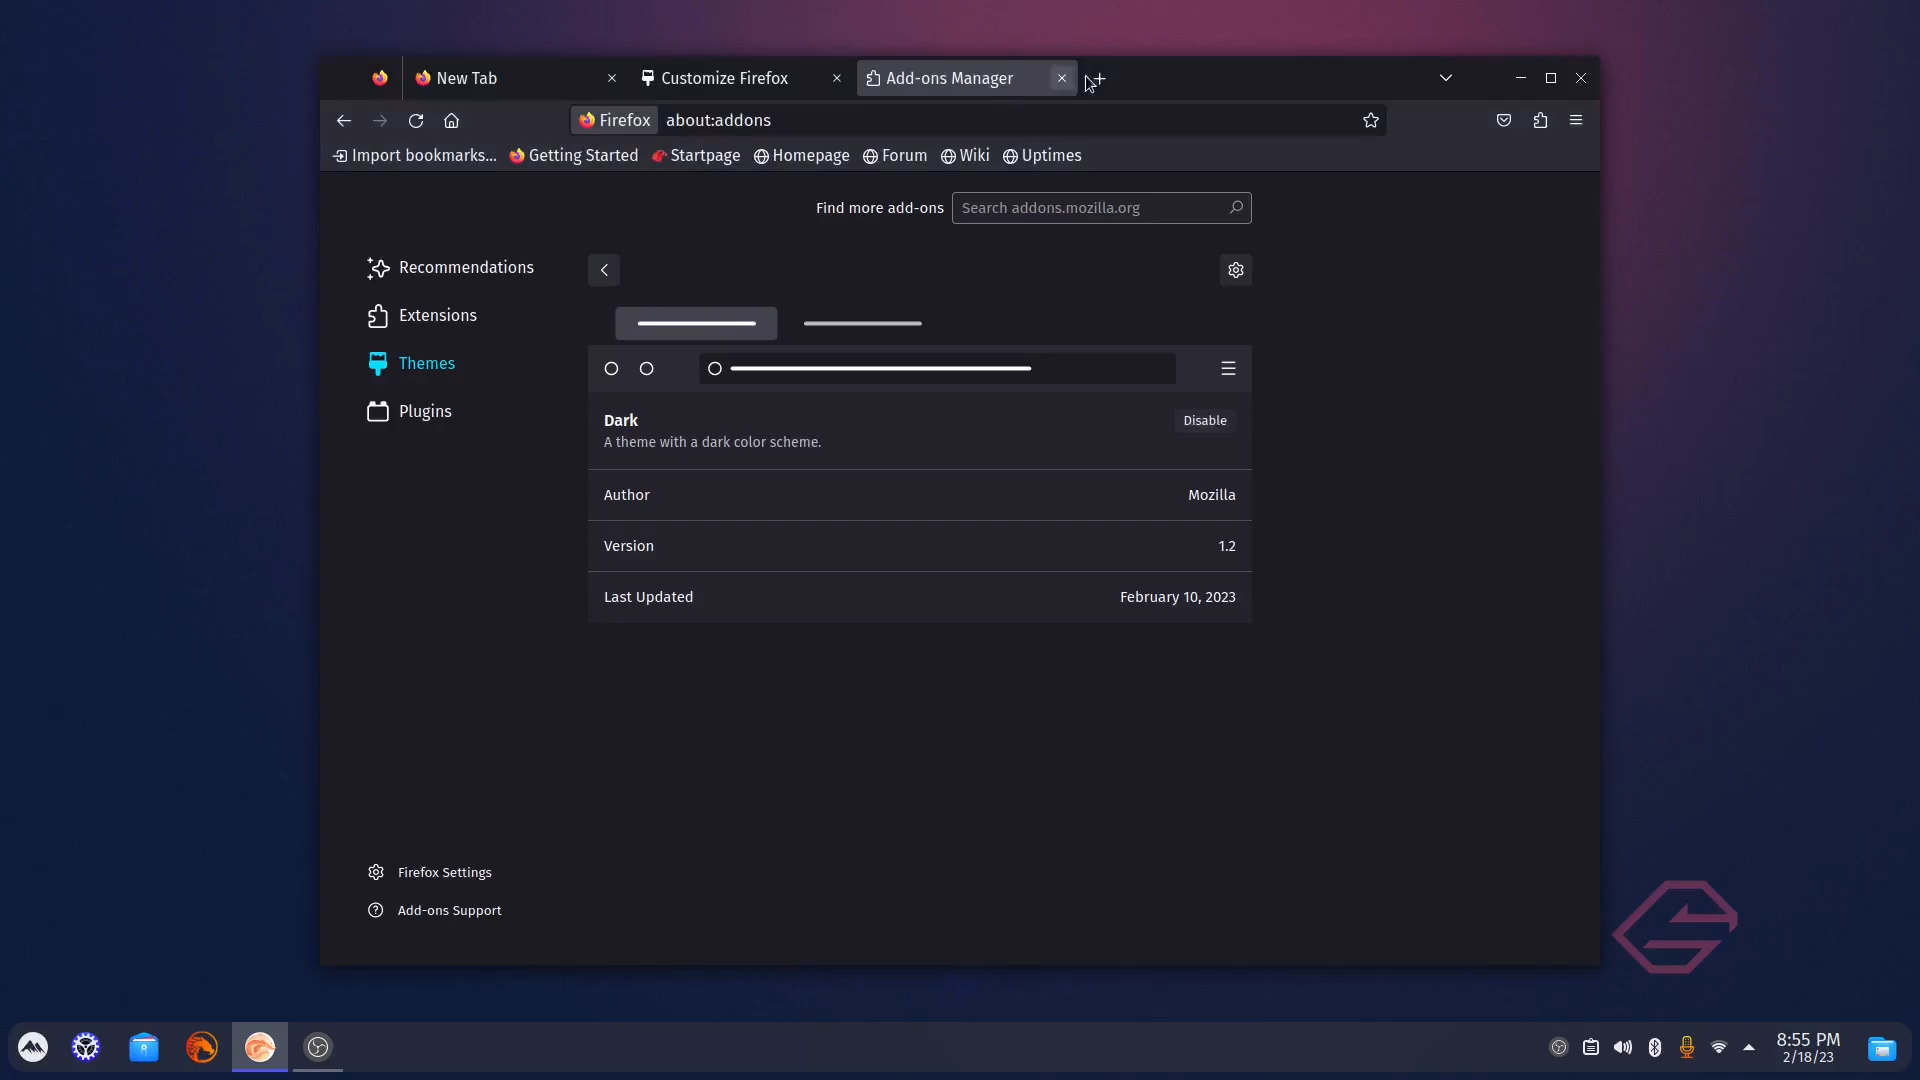 New Tab
Customize Firefox
Add-ons Manager
Firefox about:addons
Import bookmarks... Getting Started Startpage Homepage Forum Wiki Uptimes
Find more add-ons Search addons.mozilla.org
Recommendations
Extensions
Themes
Plugins
Dark
Disable
A theme with a dark color scheme.
Author Mozilla
Version 1.2
Last Updated February 10, 2023
Firefox Settings
Add-ons Support
8:55 PM
2/18/23